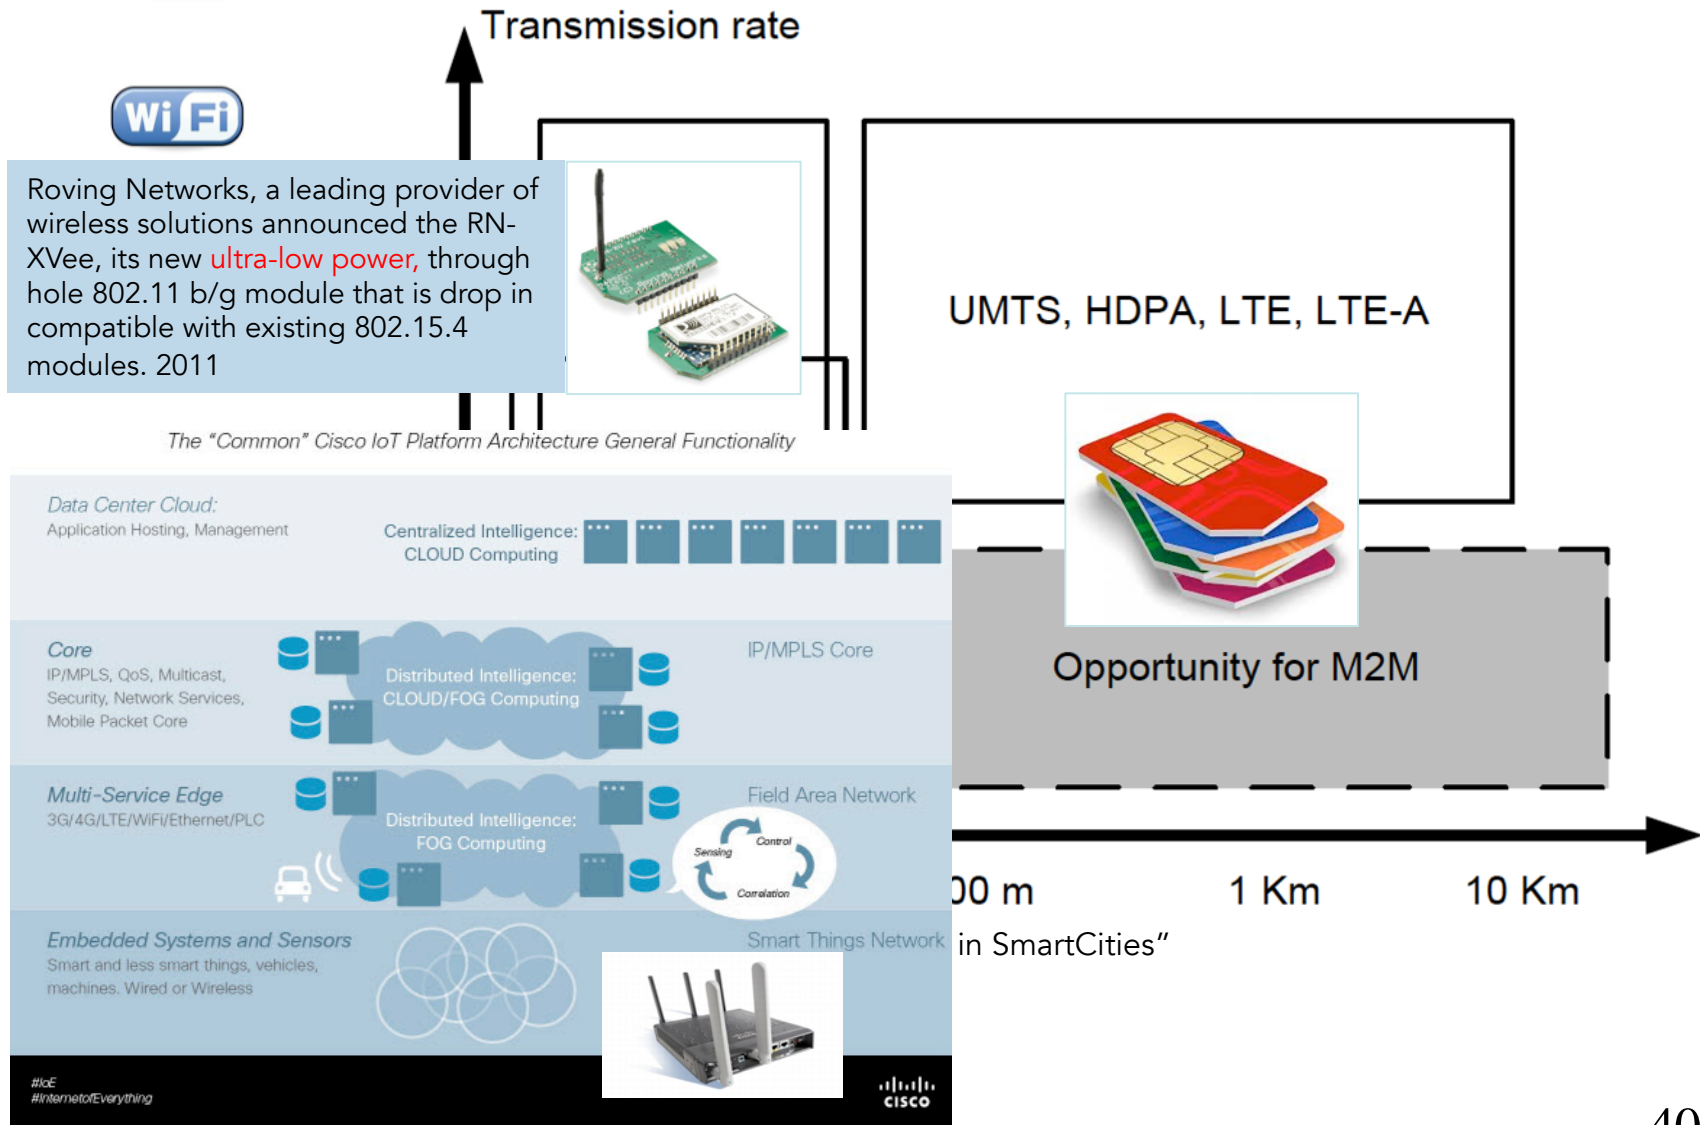 Transmission rate
Wi Fi
Roving Networks, a leading provider of
wireless solutions announced the RN-
XVee, its new ultra-low power, through
hole 802.11 b/g module that is drop in
compatible with existing 802.15.4
modules. 2011
UMTS, HDPA, LTE, LTE-A
The "Common" Cisco IoT Platform Architecture General Functionality
Data Center Cloud:
Application Hosting, Management
Centralized Intelligence:
CLOUD Computing
Core
IP/MPLS, QoS, Multicast,
Security, Network Services,
Mobile Packet Core
Distributed Intelligence:
CLOUD/FOG Computing
IP/MPLS Core
Opportunity for M2M
Multi-Service Edge
3G/4G/LTE/WiFi/Ethernet/PLC
Distributed Intelligence:
FOG Computing
Field Area Network
Sensing
Control
Correlation
00 m
1 Km
10 Km
Embedded Systems and Sensors
Smart and less smart things, vehicles,
machines. Wired or Wireless
Smart Things Network
in SmartCities”
#IoE
#InternetofEverything
CISCO
40